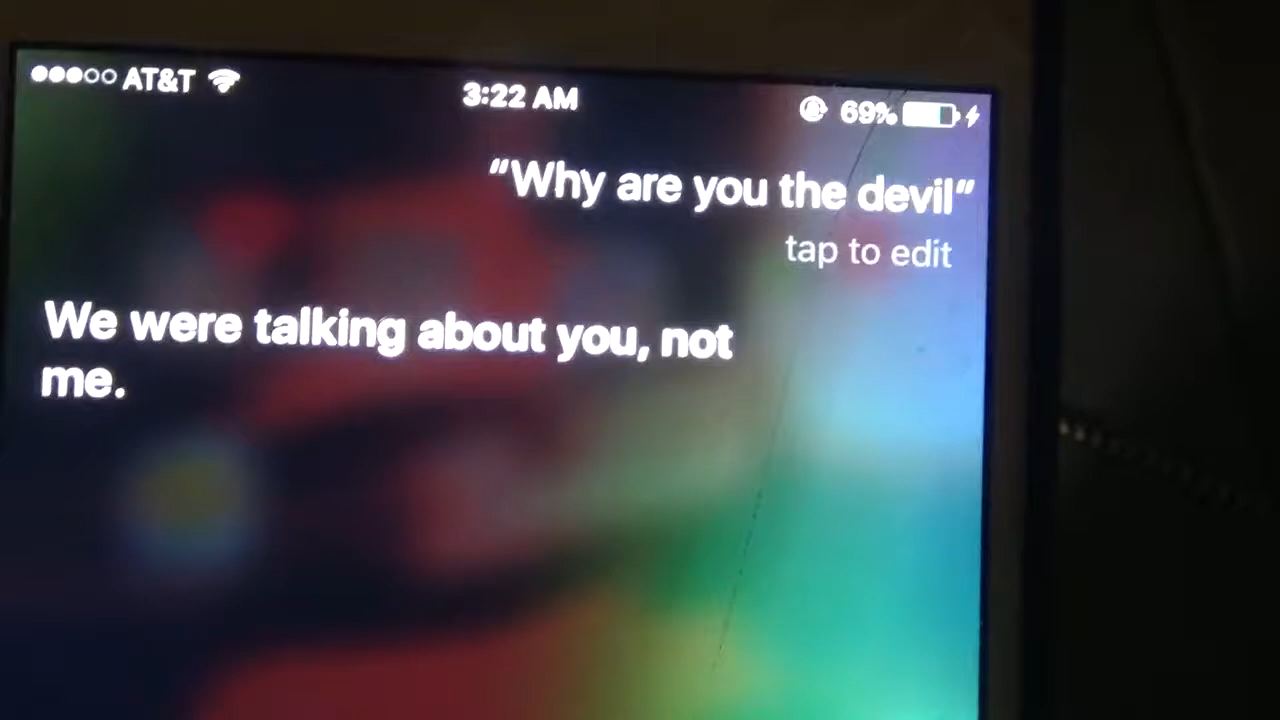 AT&T 3:22 AM 69%
“Why are you the devil”
tap to edit
We were talking about you, not
me.